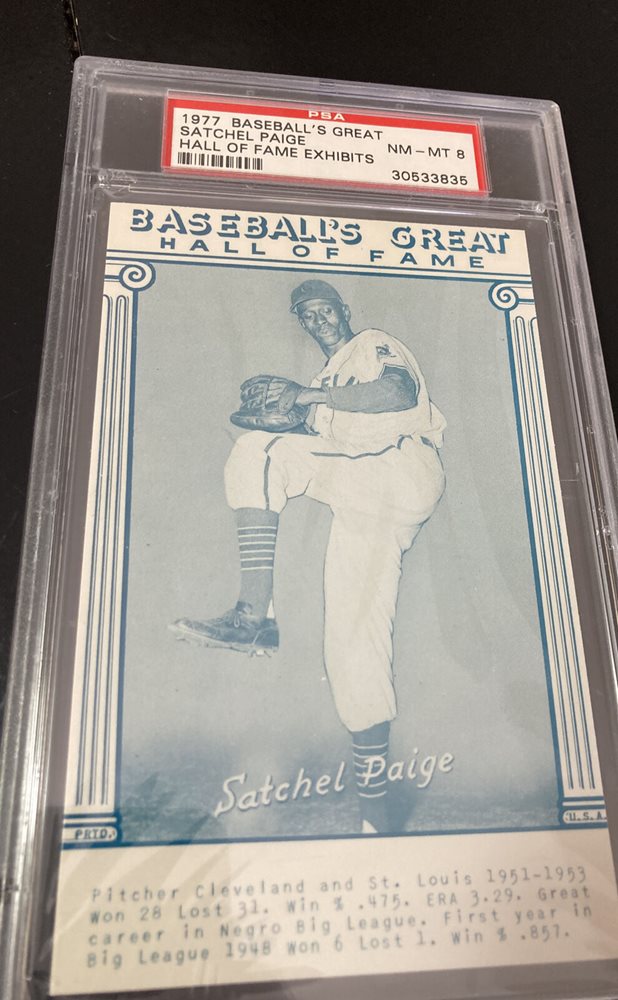 PSA
1977 BASEBALL'S GREAT
SATCHEL PAIGE NM-MT 8
HALL OF FAME EXHIBITS
30533835
BASEBALL'S GREAT
HALL OF FAME
Satchel Paige
PRTD. U.S.A.
Pitcher Cleveland and St. Louis 1951-1953
Won 28 Lost 31. Win % .475. ERA 3.29. Great
career in Negro Big League. First year in
Big League 1948 Won 6 Lost 1. Win % .857.